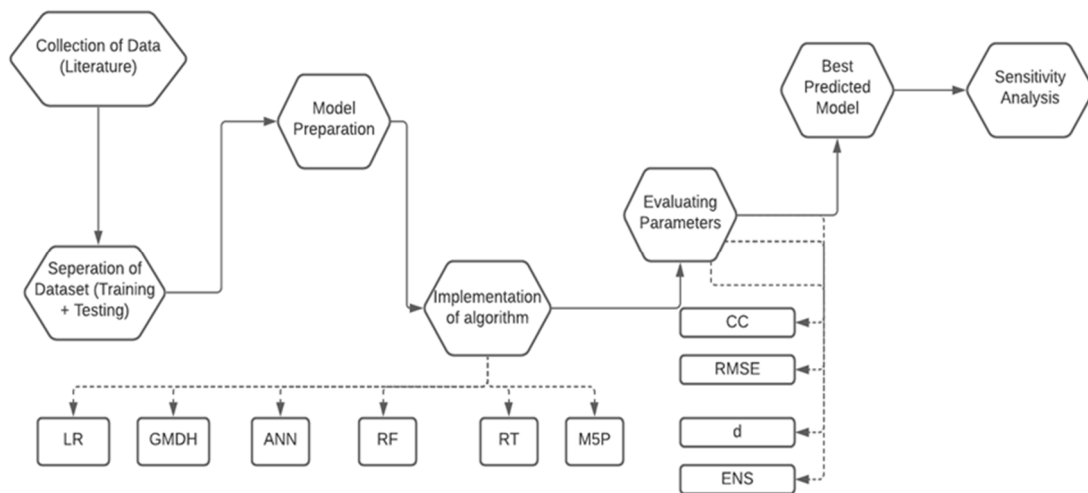 Collection of Data
(Literature)
Seperation of
Dataset (Training
+ Testing)
Model
Preparation
Implementation
of algorithm
LR
GMDH
ANN
RF
RT
M5P
Evaluating
Parameters
CC
RMSE
d
ENS
Best
Predicted
Model
Sensitivity
Analysis